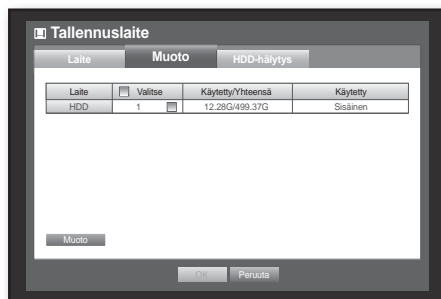 Tallennuslaite
Laite Muoto HDD-hälytys
Laite Valitse Käytetty/Yhteensä Käytetty
HDD 1 12.28G/499.37G Sisäinen
Muoto
OK Peruuta